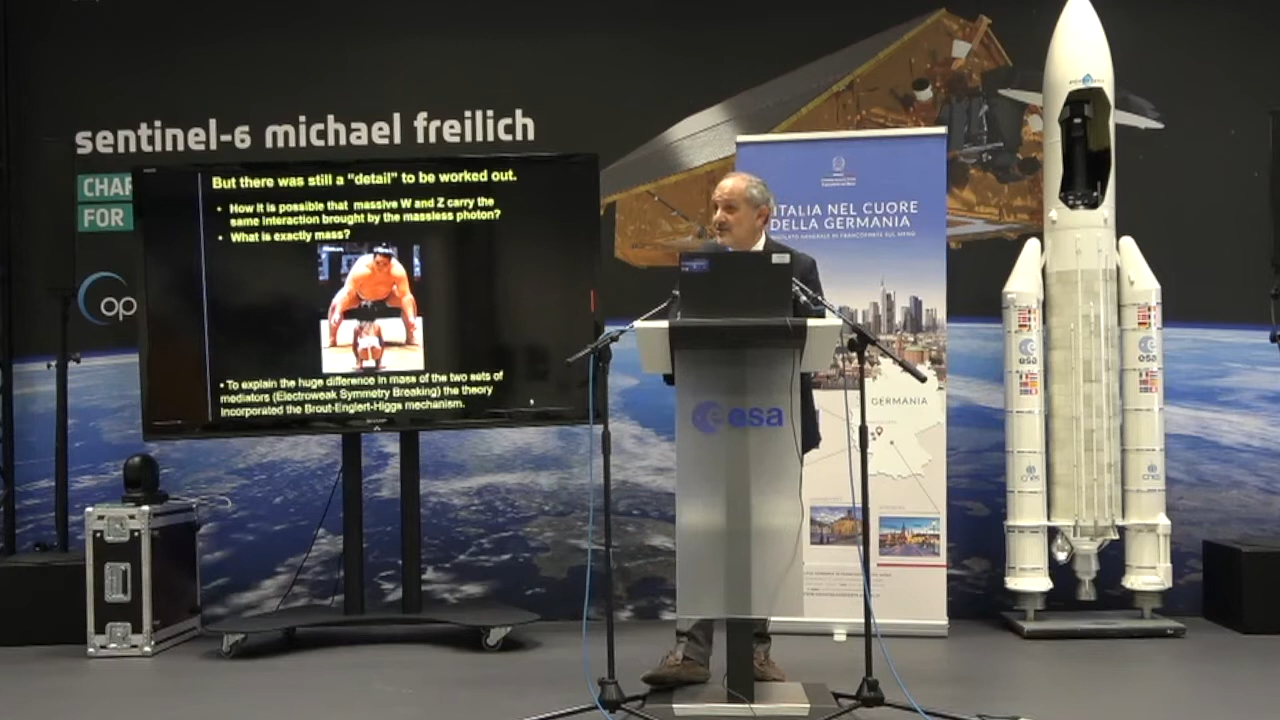 sentinel-6 michael freilich
CHAR
FOR
op
But there was still a “detail” to be worked out.
• How it is possible that massive W and Z carry the
same interaction brought by the massless photon?
• What is exactly mass?
• To explain the huge difference in mass of the two sets of
mediators (Electroweak Symmetry Breaking) the theory
incorporated the Brout-Englert-Higgs mechanism.
esa
ITALIA NEL CUORE
DELLA GERMANIA
GERMANIA
esa
esa
cnes
cnes